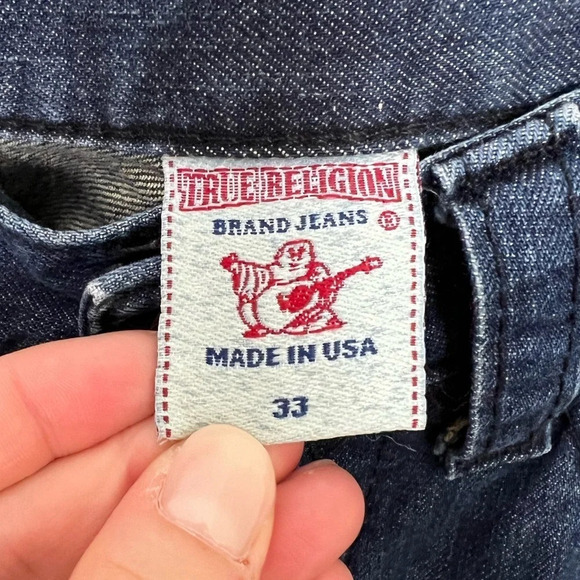 TRUE RELIGION
BRAND JEANS ®
MADE IN USA
33